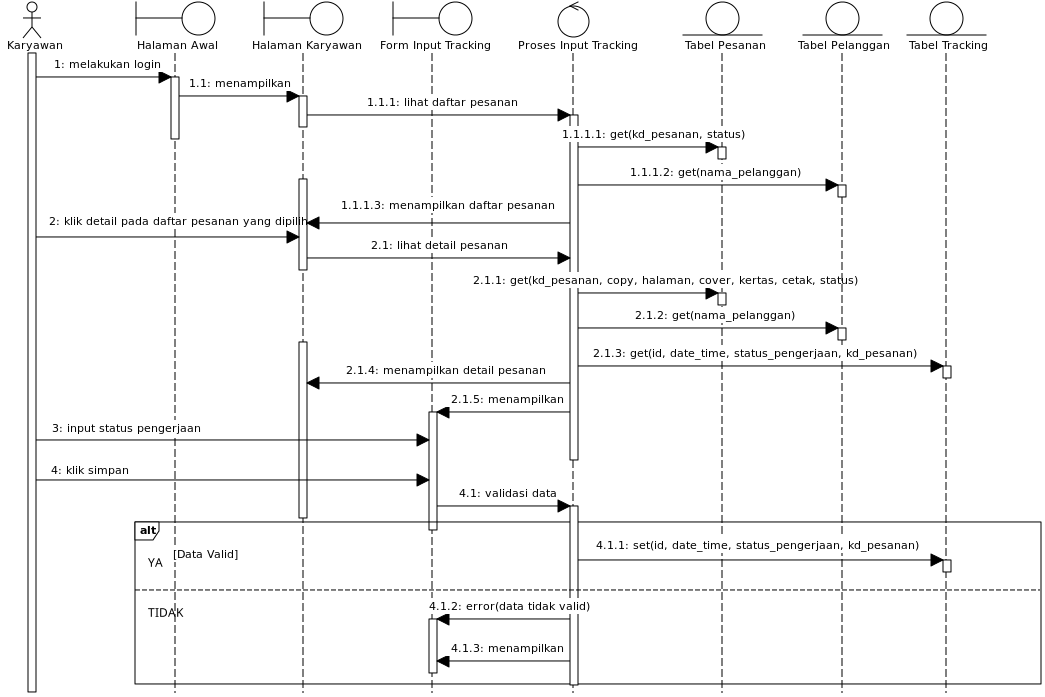 Karyawan
Halaman Awal
Halaman Karyawan
Form Input Tracking
Proses Input Tracking
Tabel Pesanan
Tabel Pelanggan
Tabel Tracking
1: melakukan login
1.1: menampilkan
1.1.1: lihat daftar pesanan
1.1.1.1: get(kd_pesanan, status)
1.1.1.2: get(nama_pelanggan)
1.1.1.3: menampilkan daftar pesanan
2: klik detail pada daftar pesanan yang dipilih
2.1: lihat detail pesanan
2.1.1: get(kd_pesanan, copy, halaman, cover, kertas, cetak, status)
2.1.2: get(nama_pelanggan)
2.1.3: get(id, date_time, status_pengerjaan, kd_pesanan)
2.1.4: menampilkan detail pesanan
2.1.5: menampilkan
3: input status pengerjaan
4: klik simpan
4.1: validasi data
alt
[Data Valid]
YA
4.1.1: set(id, date_time, status_pengerjaan, kd_pesanan)
TIDAK
4.1.2: error(data tidak valid)
4.1.3: menampilkan